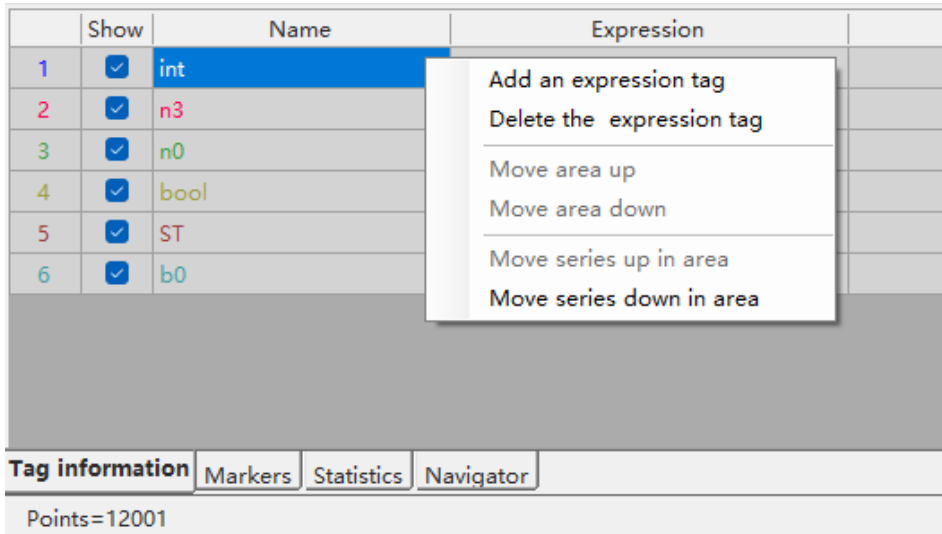 Show Name Expression
1 int
2 n3
3 n0
4 bool
5 ST
6 b0
Add an expression tag
Delete the  expression tag
Move area up
Move area down
Move series up in area
Move series down in area
Tag information Markers Statistics Navigator
Points=12001